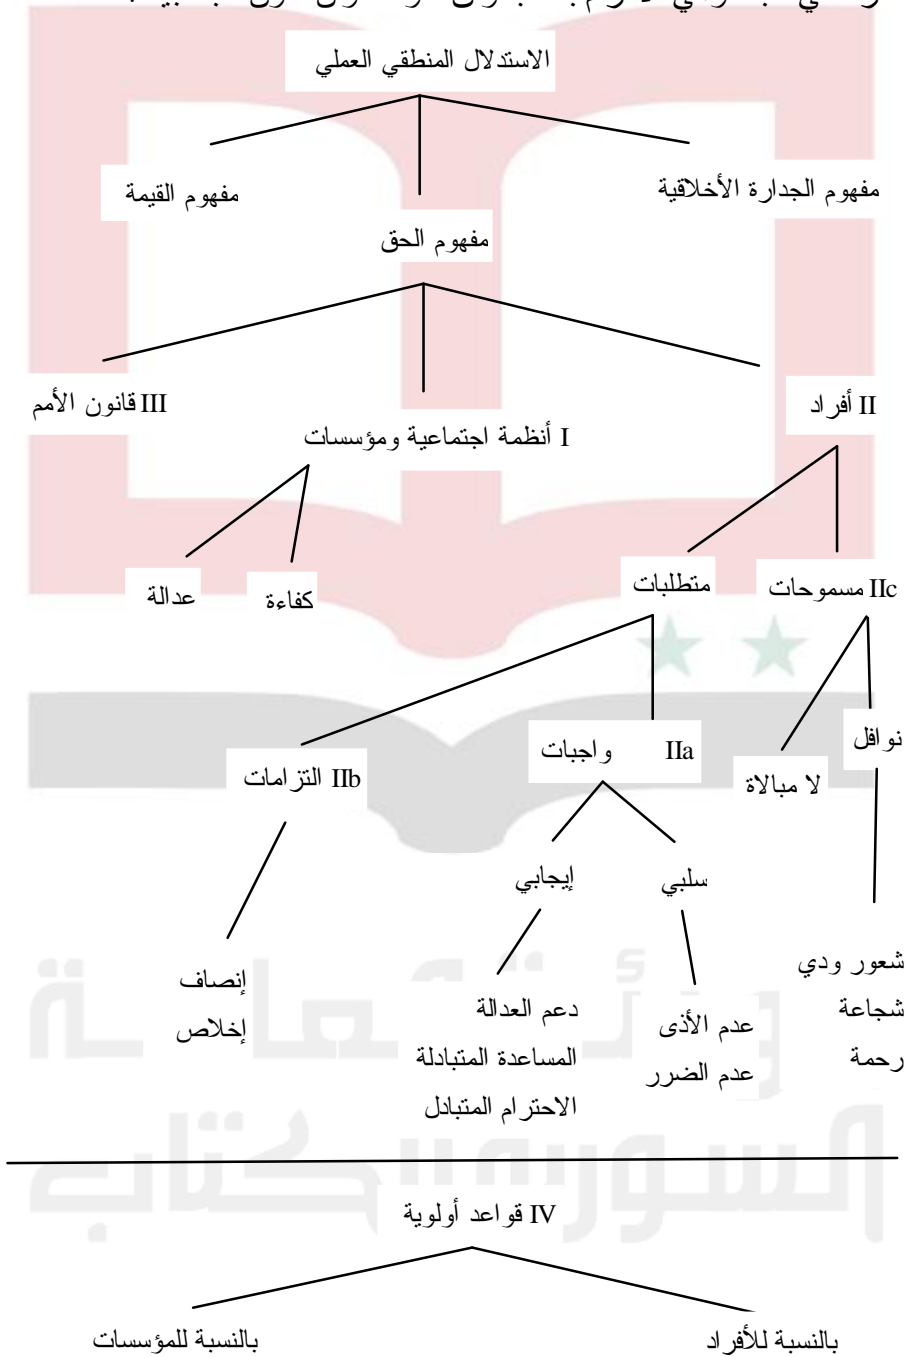 الاستدلال المنطقي العملي
مفهوم الجدارة الأخلاقية
مفهوم القيمة
مفهوم الحق
II أفراد
III قانون الأمم
I أنظمة اجتماعية ومؤسسات
IIc مسموحات
متطلبات
كفاءة
عدالة
نوافل
لا مبالاة
IIa واجبات
IIb التزامات
سلبي
إيجابي
شعور ودي
شجاعة
رحمة
عدم الأذى
عدم الضرر
دعم العدالة
المساعدة المتبادلة
الاحترام المتبادل
إنصاف
إخلاص
IV قواعد أولوية
بالنسبة للأفراد
بالنسبة للمؤسسات